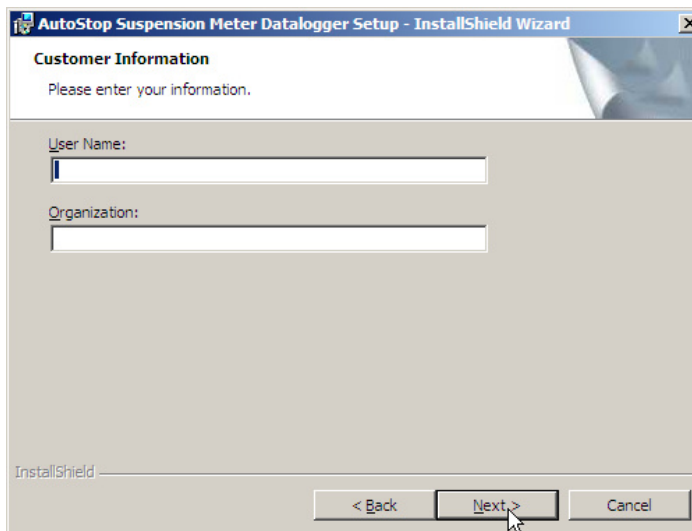 AutoStop Suspension Meter Datalogger Setup - InstallShield Wizard
Customer Information
Please enter your information.
User Name:
Organization:
InstallShield
< Back Next > Cancel